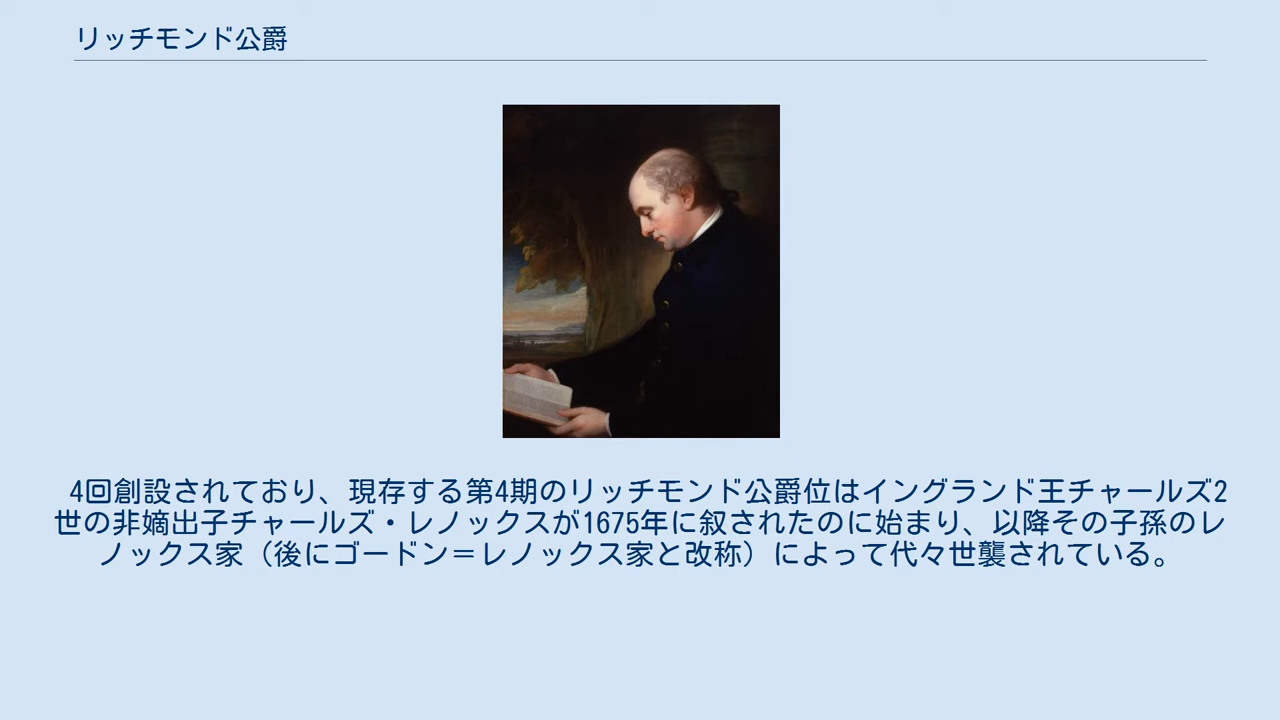 リッチモンド公爵
4回創設されており、現存する第4期のリッチモンド公爵位はイングランド王チャールズ2
世の非嫡出子チャールズ・レノックスが1675年に叙されたのに始まり、以降その子孫のレ
ノックス家（後にゴードン＝レノックス家と改称）によって代々世襲されている。